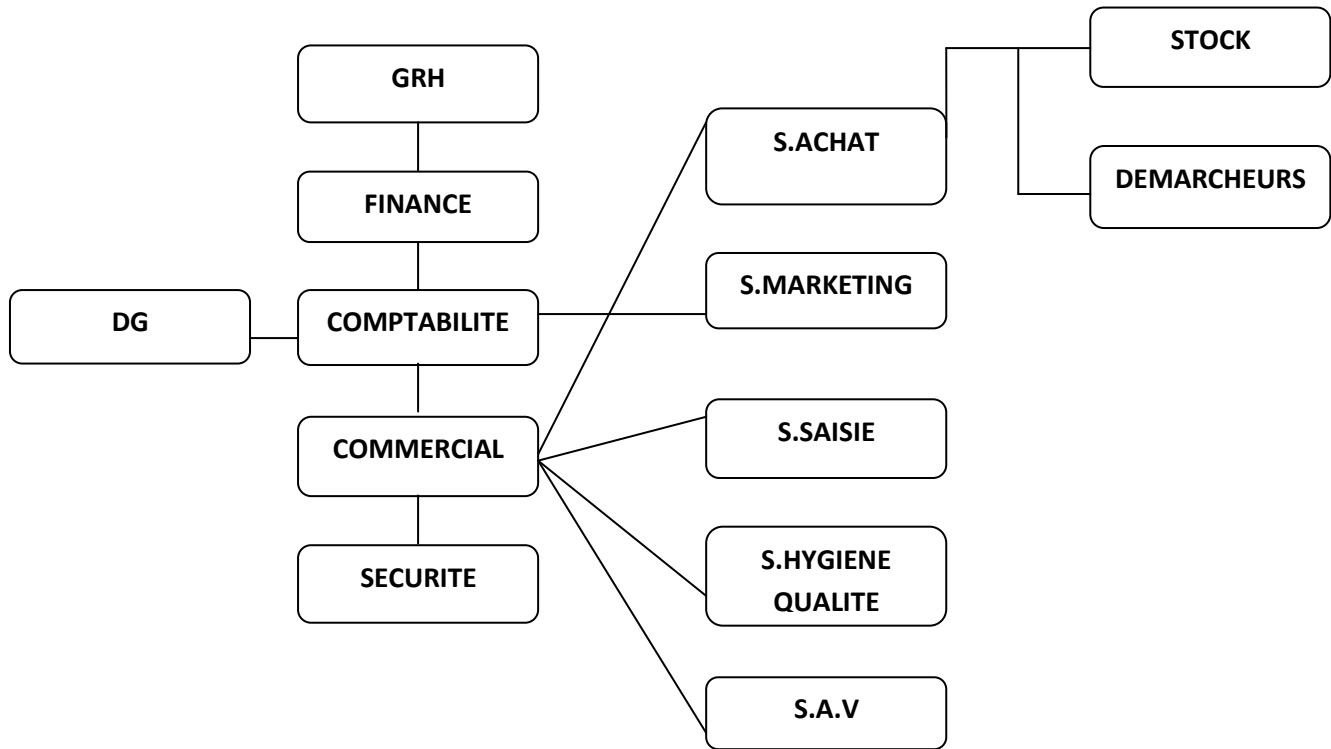 STOCK
GRH
S.ACHAT
DEMARCHEURS
FINANCE
S.MARKETING
DG
COMPTABILITE
S.SAISIE
COMMERCIAL
S.HYGIENE
QUALITE
SECURITE
S.A.V